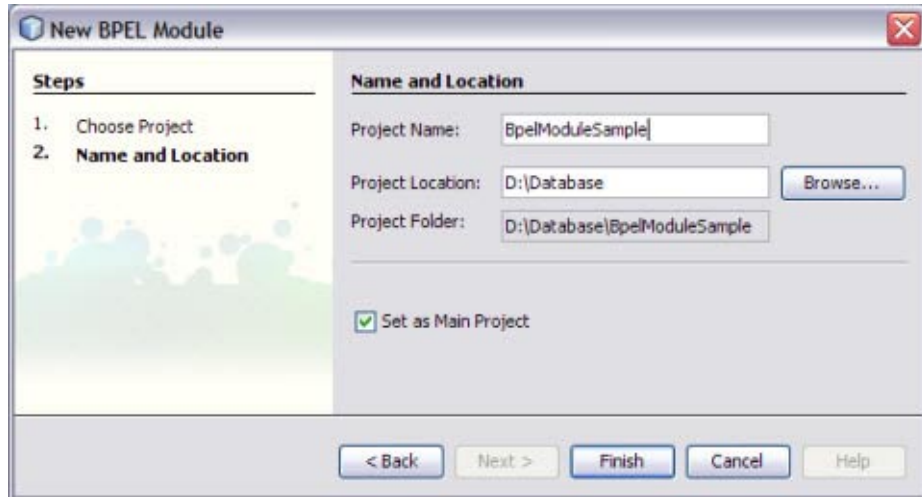 New BPEL Module
Steps
1. Choose Project
2. Name and Location
Name and Location
Project Name: BpelModuleSample
Project Location: D:\Database Browse...
Project Folder: D:\Database\BpelModuleSample
Set as Main Project
< Back Next > Finish Cancel Help